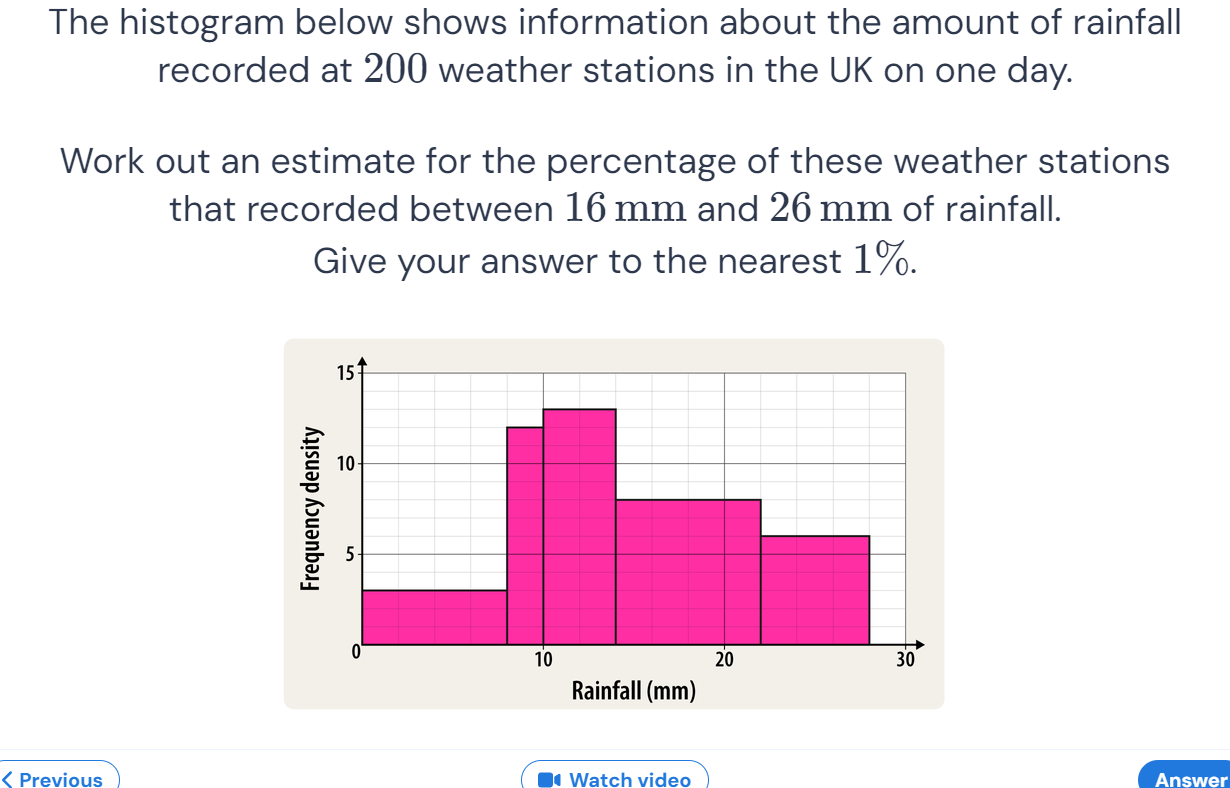 The histogram below shows information about the amount of rainfall
recorded at 200 weather stations in the UK on one day.
Work out an estimate for the percentage of these weather stations
that recorded between 16 mm and 26 mm of rainfall.
Give your answer to the nearest 1%.
15
10
5
0
10
20
30
Frequency density
Rainfall (mm)
Previous
Watch video
Answer